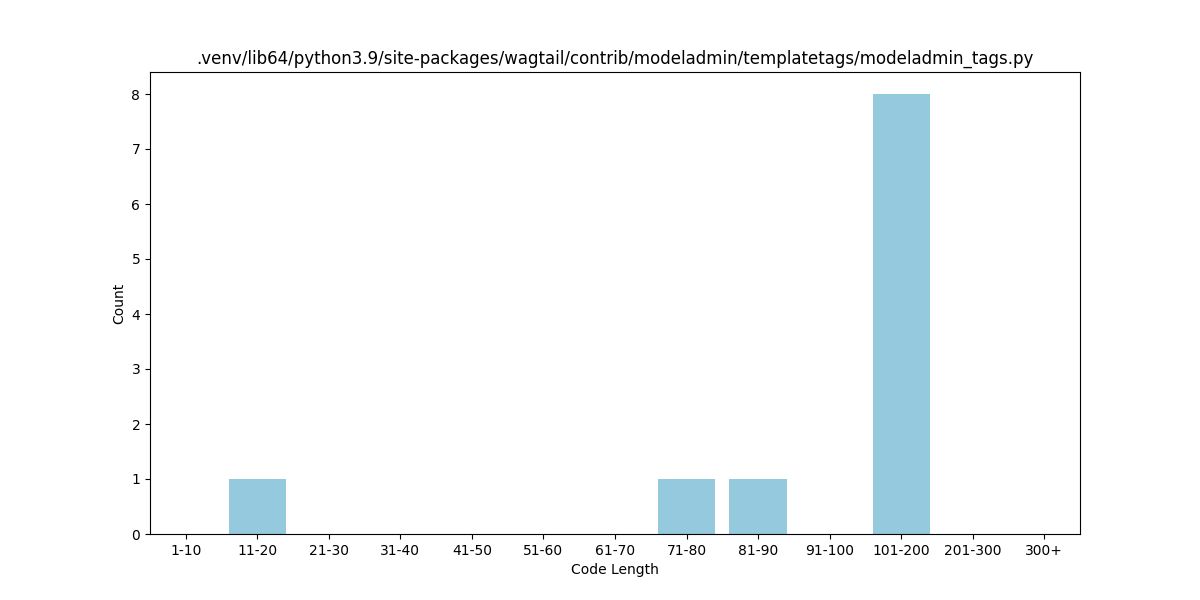 .venv/lib64/python3.9/site-packages/wagtail/contrib/modeladmin/templatetags/modeladmin_tags.py
8
7
6
5
4
3
2
1
0
Count
1-10 11-20 21-30 31-40 41-50 51-60 61-70 71-80 81-90 91-100 101-200 201-300 300+
Code Length